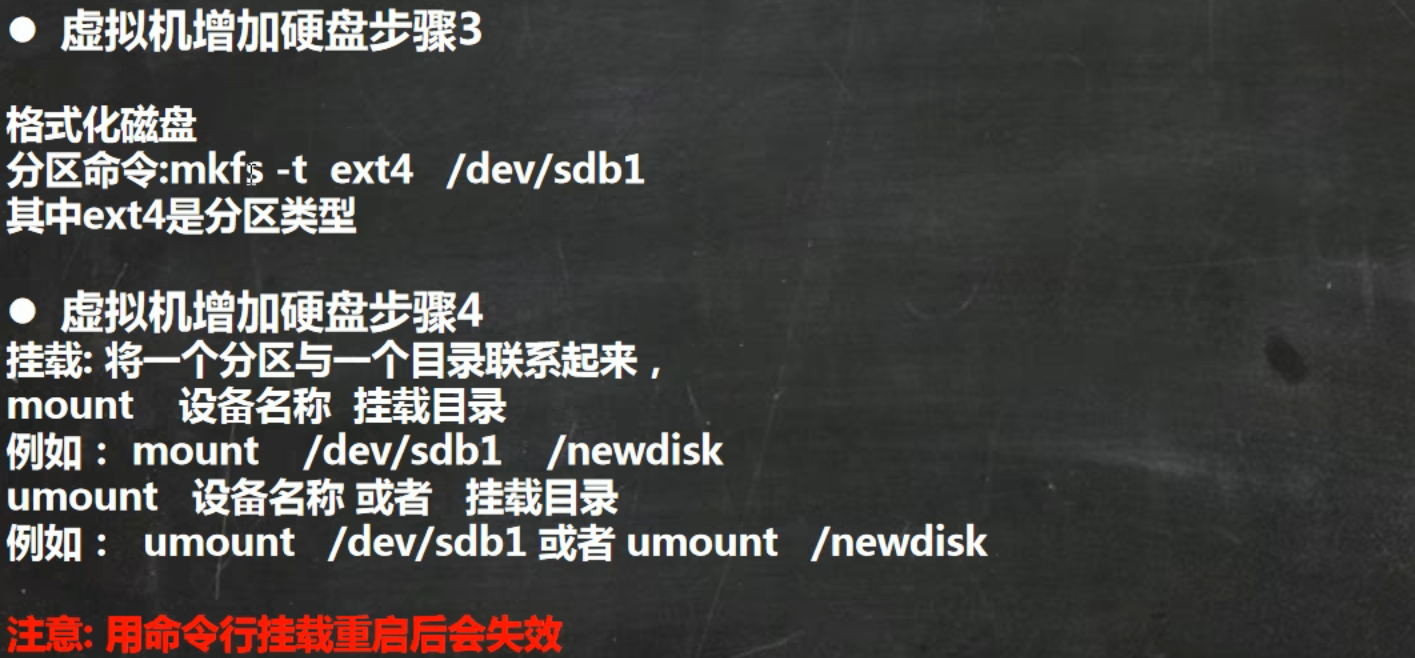 ● 虚拟机增加硬盘步骤3
格式化磁盘
分区命令:mkfs -t ext4 /dev/sdb1
其中ext4是分区类型
● 虚拟机增加硬盘步骤4
挂载: 将一个分区与一个目录联系起来，
mount 设备名称 挂载目录
例如： mount /dev/sdb1 /newdisk
umount 设备名称 或者 挂载目录
例如： umount /dev/sdb1 或者 umount /newdisk
注意: 用命令行挂载重启后会失效